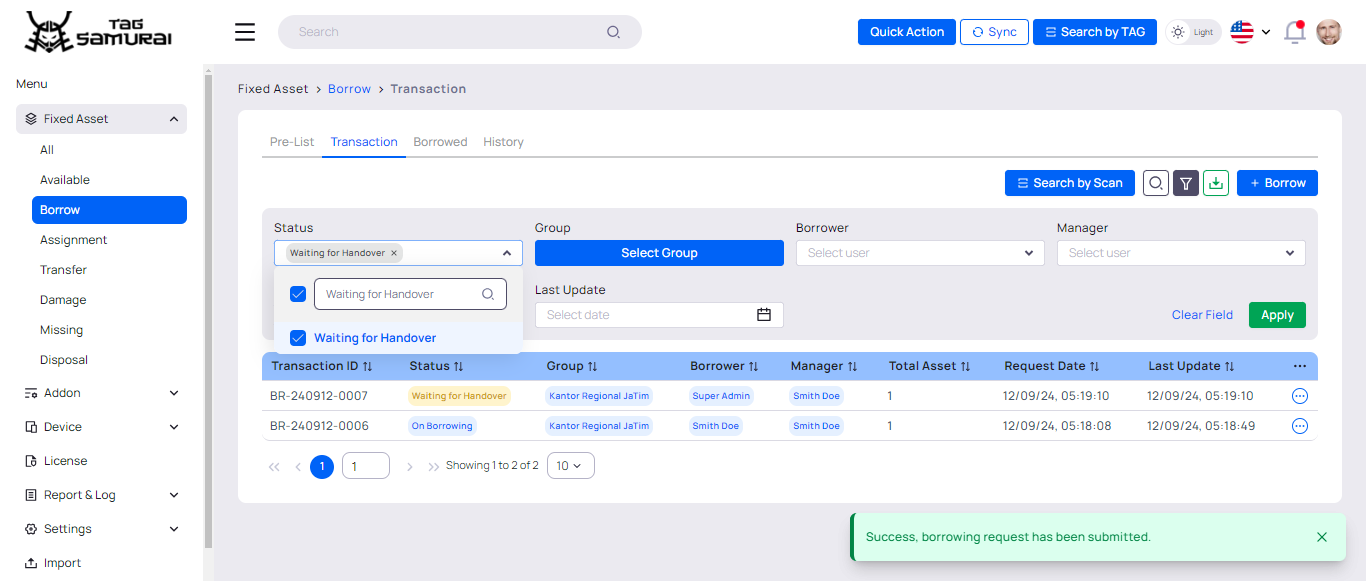 TAG
SAMURAI
Search
Quick Action
Sync
Search by TAG
Light
Menu
Fixed Asset
All
Available
Borrow
Assignment
Transfer
Damage
Missing
Disposal
Addon
Device
License
Report & Log
Settings
Import
Fixed Asset > Borrow > Transaction
Pre-List Transaction Borrowed History
Search by Scan
+ Borrow
Status Group Borrower Manager
Waiting for Handover × Select Group Select user Select user
Waiting for Handover
Last Update
Select date
Clear Field Apply
Waiting for Handover
Transaction ID Status Group Borrower Manager Total Asset Request Date Last Update
BR-240912-0007 Waiting for Handover Kantor Regional JaTim Super Admin Smith Doe 1 12/09/24, 05:19:10 12/09/24, 05:19:10
BR-240912-0006 On Borrowing Kantor Regional JaTim Smith Doe Smith Doe 1 12/09/24, 05:18:08 12/09/24, 05:18:49
1 1 Showing 1 to 2 of 2 10
Success, borrowing request has been submitted.